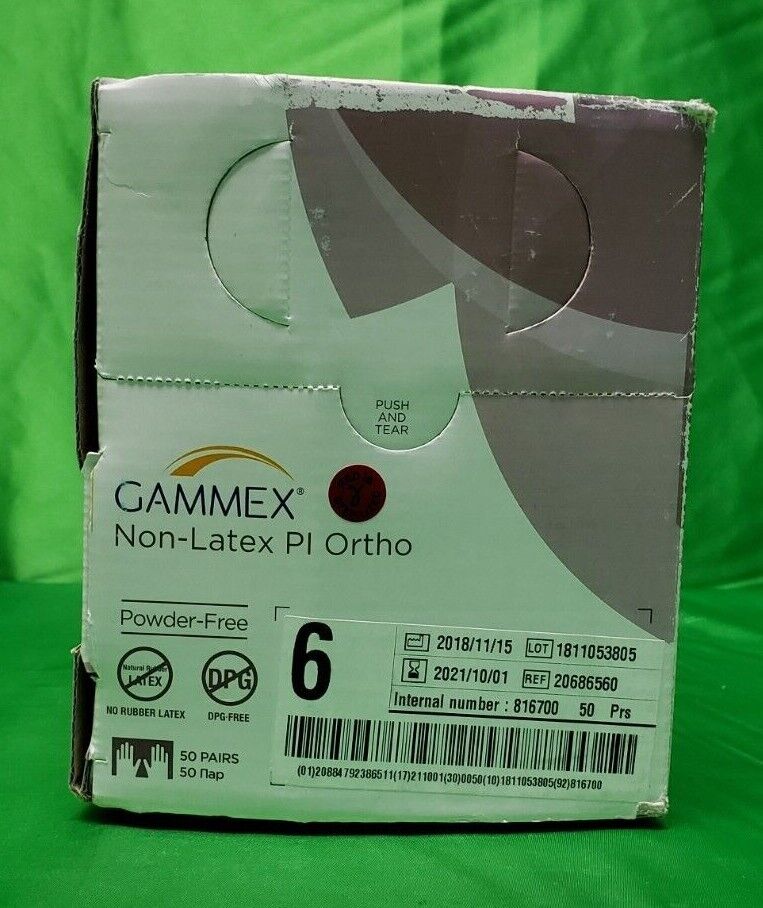 PUSH
AND
TEAR
GAMMEX®
Non-Latex PI Ortho
Powder-Free
Natural Rubber
LATEX
NO RUBBER LATEX
DPG
DPG-FREE
50 PAIRS
50 Пар
6
2018/11/15 LOT 1811053805
2021/10/01 REF 20686560
Internal number : 816700 50 Prs
(01)20884792386511(17)211001(30)0050(10)1811053805(92)816700